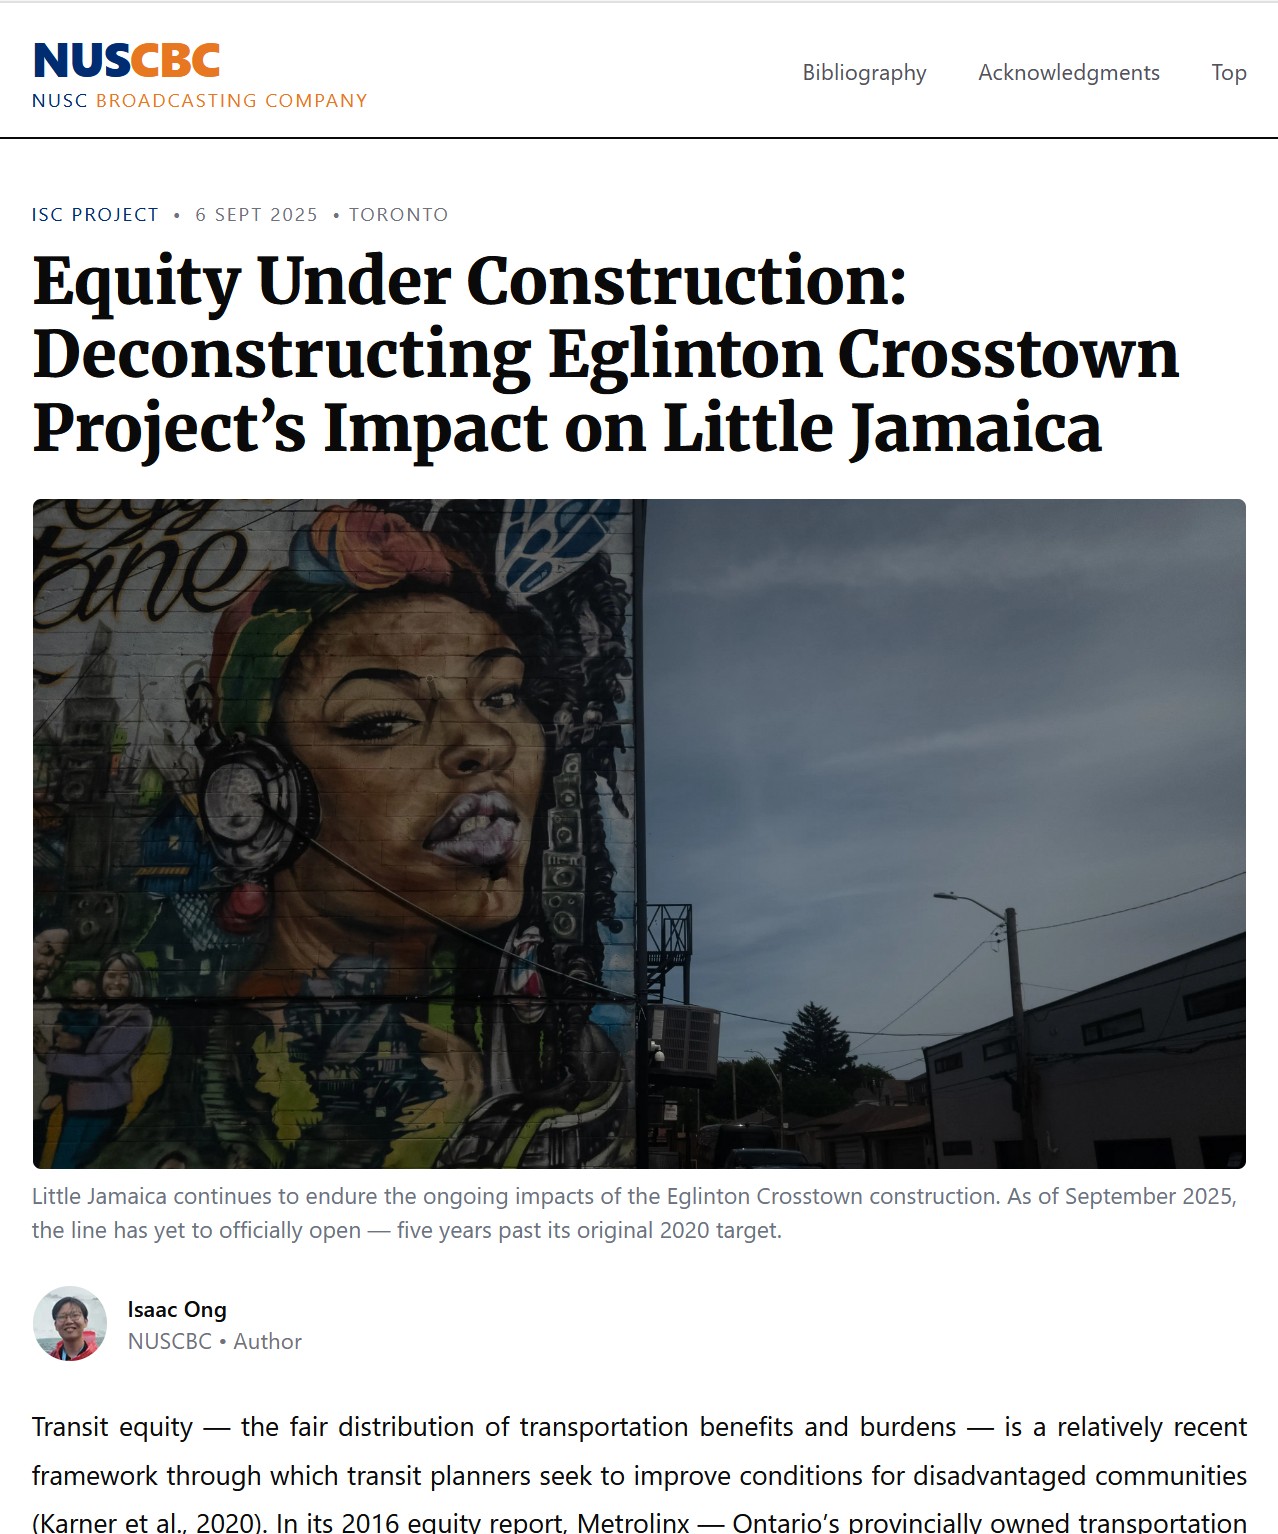 NUSCBC
NUSC BROADCASTING COMPANY
Bibliography
Acknowledgments
Top
ISC PROJECT • 6 SEPT 2025 • TORONTO
Equity Under Construction:
Deconstructing Eglinton Crosstown
Project’s Impact on Little Jamaica
Little Jamaica continues to endure the ongoing impacts of the Eglinton Crosstown construction. As of September 2025,
the line has yet to officially open — five years past its original 2020 target.
Isaac Ong
NUSCBC • Author
Transit equity — the fair distribution of transportation benefits and burdens — is a relatively recent
framework through which transit planners seek to improve conditions for disadvantaged communities
(Karner et al., 2020). In its 2016 equity report, Metrolinx — Ontario’s provincially owned transportation